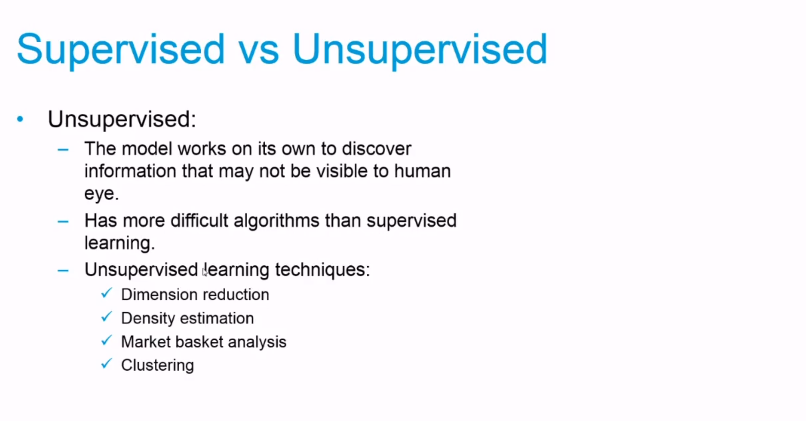 Supervised vs Unsupervised
• Unsupervised:
– The model works on its own to discover
information that may not be visible to human
eye.
– Has more difficult algorithms than supervised
learning.
– Unsupervised learning techniques:
✓ Dimension reduction
✓ Density estimation
✓ Market basket analysis
✓ Clustering